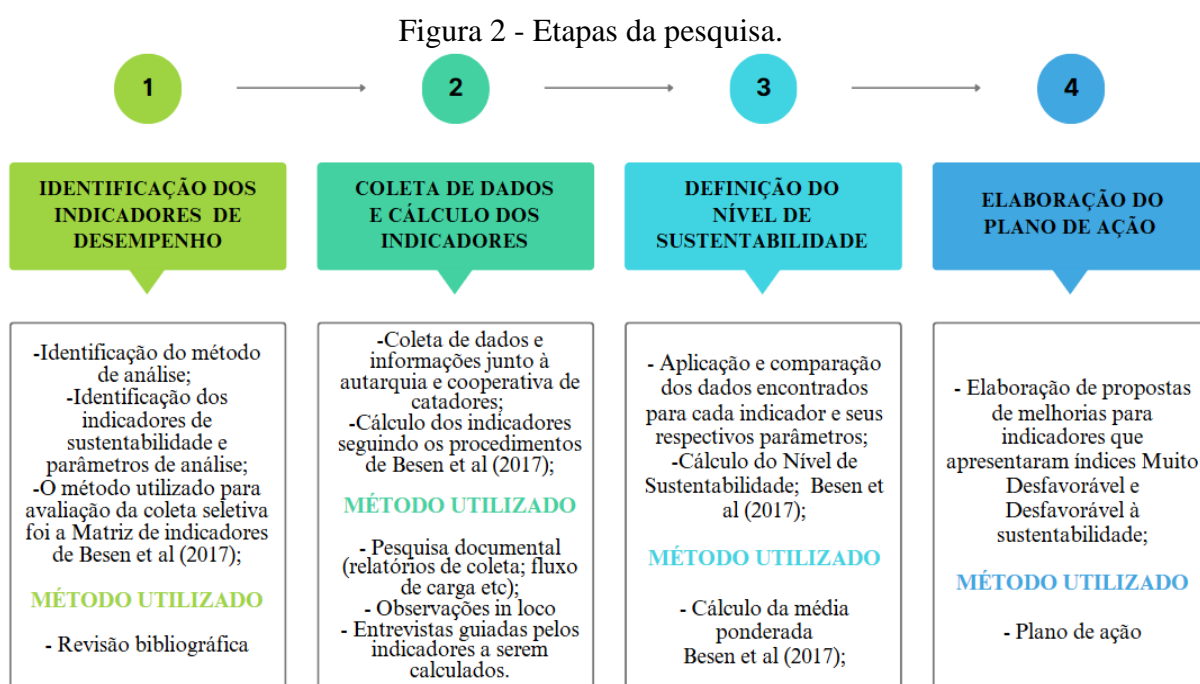 Figura 2 - Etapas da pesquisa.
1
2
3
4
IDENTIFICAÇÃO DOS
INDICADORES DE
DESEMPENHO
-Identificação do método
de análise;
-Identificação dos
indicadores de
sustentabilidade e
parâmetros de análise;
-O método utilizado para
avaliação da coleta seletiva
foi a Matriz de indicadores
de Besen et al (2017);
MÉTODO UTILIZADO
- Revisão bibliográfica
COLETA DE DADOS
E CÁLCULO DOS
INDICADORES
-Coleta de dados e
informações junto à
autarquia e cooperativa de
catadores;
-Cálculo dos indicadores
seguindo os procedimentos
de Besen et al (2017);
MÉTODO UTILIZADO
- Pesquisa documental
(relatórios de coleta; fluxo
de carga etc);
- Observações in loco
- Entrevistas guiadas pelos
indicadores a serem
calculados.
DEFINIÇÃO DO
NÍVEL DE
SUSTENTABILIDADE
- Aplicação e comparação
dos dados encontrados
para cada indicador e seus
respectivos parâmetros;
-Cálculo do Nível de
Sustentabilidade; Besen et
al (2017);
MÉTODO UTILIZADO
- Cálculo da média
ponderada
Besen et al (2017);
ELABORAÇÃO DO
PLANO DE AÇÃO
- Elaboração de propostas
de melhorias para
indicadores que
apresentaram índices Muito
Desfavorável e
Desfavorável à
sustentabilidade;
MÉTODO UTILIZADO
- Plano de ação